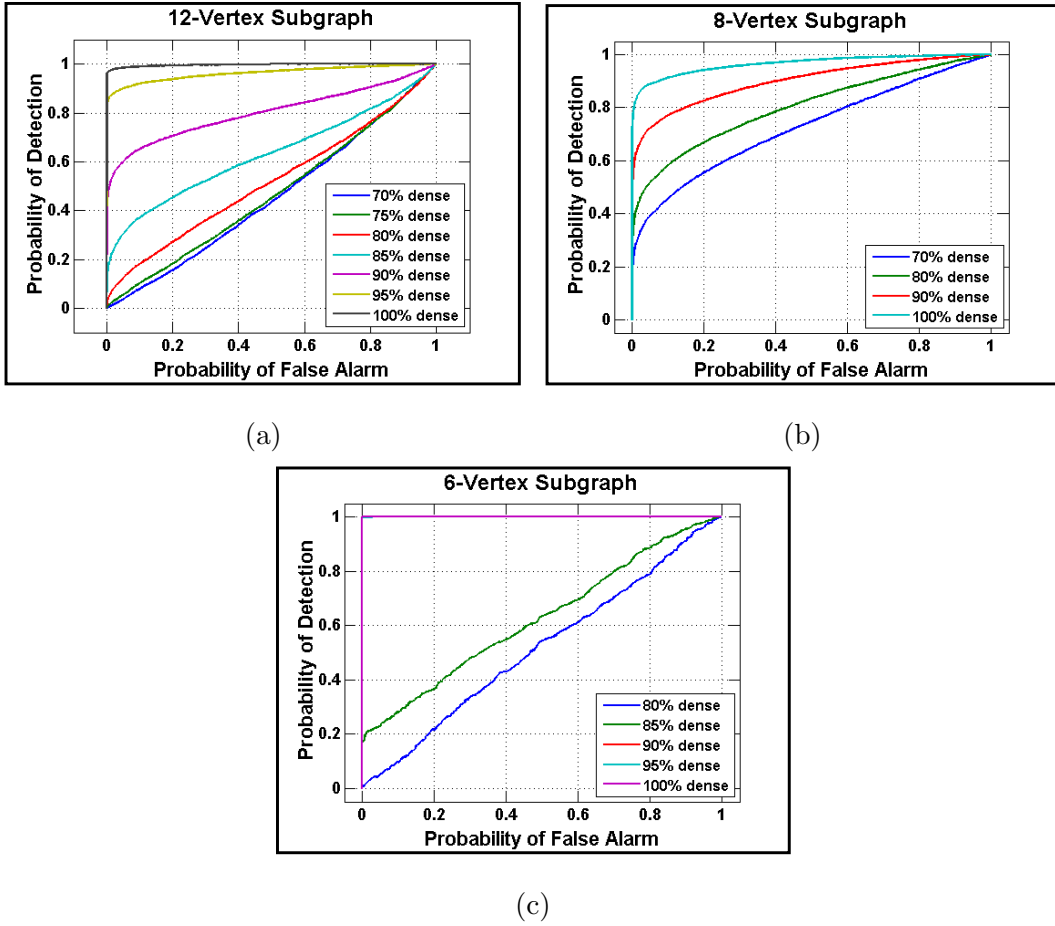 12-Vertex Subgraph
Probability of Detection
1
0.8
0.6
0.4
0.2
0
0 0.2 0.4 0.6 0.8 1
Probability of False Alarm
70% dense
75% dense
80% dense
85% dense
90% dense
95% dense
100% dense
(a)
8-Vertex Subgraph
Probability of Detection
1
0.8
0.6
0.4
0.2
0
0 0.2 0.4 0.6 0.8 1
Probability of False Alarm
70% dense
80% dense
90% dense
100% dense
(b)
6-Vertex Subgraph
Probability of Detection
1
0.8
0.6
0.4
0.2
0
0 0.2 0.4 0.6 0.8 1
Probability of False Alarm
80% dense
85% dense
90% dense
95% dense
100% dense
(c)